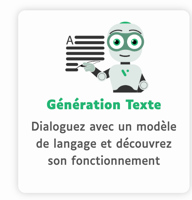 A
Génération Texte
Dialoguez avec un modèle
de langage et découvrez
son fonctionnement